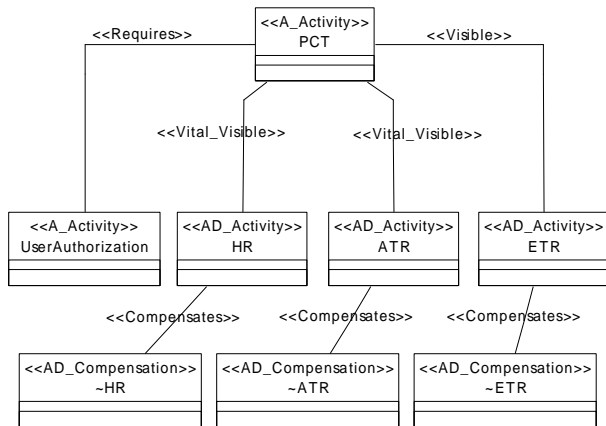 <<A_Activity>>
PCT
<<Requires>>
<<Visible>>
<<Vital_Visible>>
<<Vital_Visible>>
<<A_Activity>>
UserAuthorization
<<AD_Activity>>
HR
<<AD_Activity>>
ATR
<<AD_Activity>>
ETR
<<Compensates>>
<<Compensates>>
<<Compensates>>
<<AD_Compensation>>
~HR
<<AD_Compensation>>
~ATR
<<AD_Compensation>>
~ETR